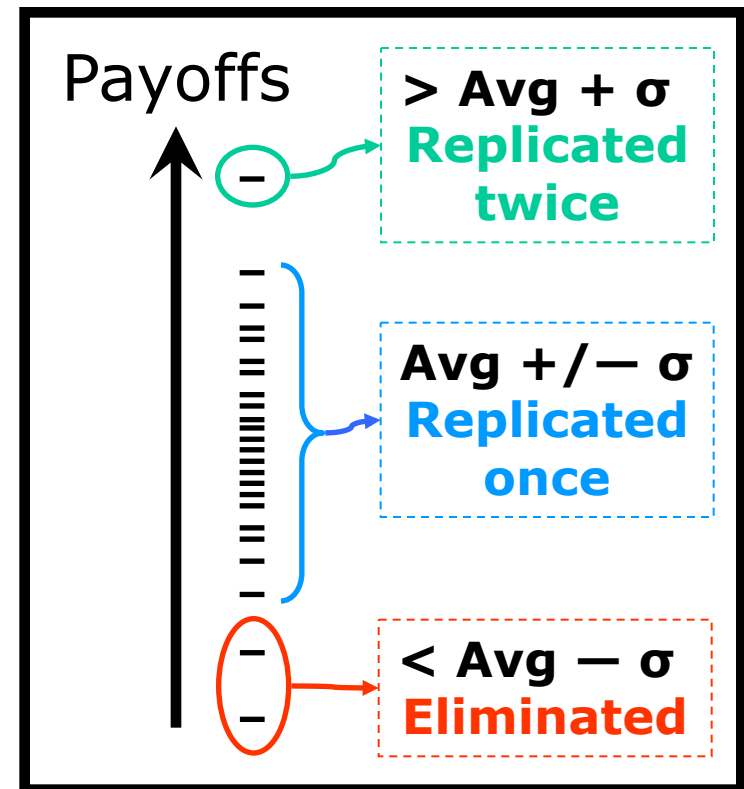 Payoffs
> Avg + σ
Replicated
twice
Avg +/— σ
Replicated
once
< Avg — σ
Eliminated